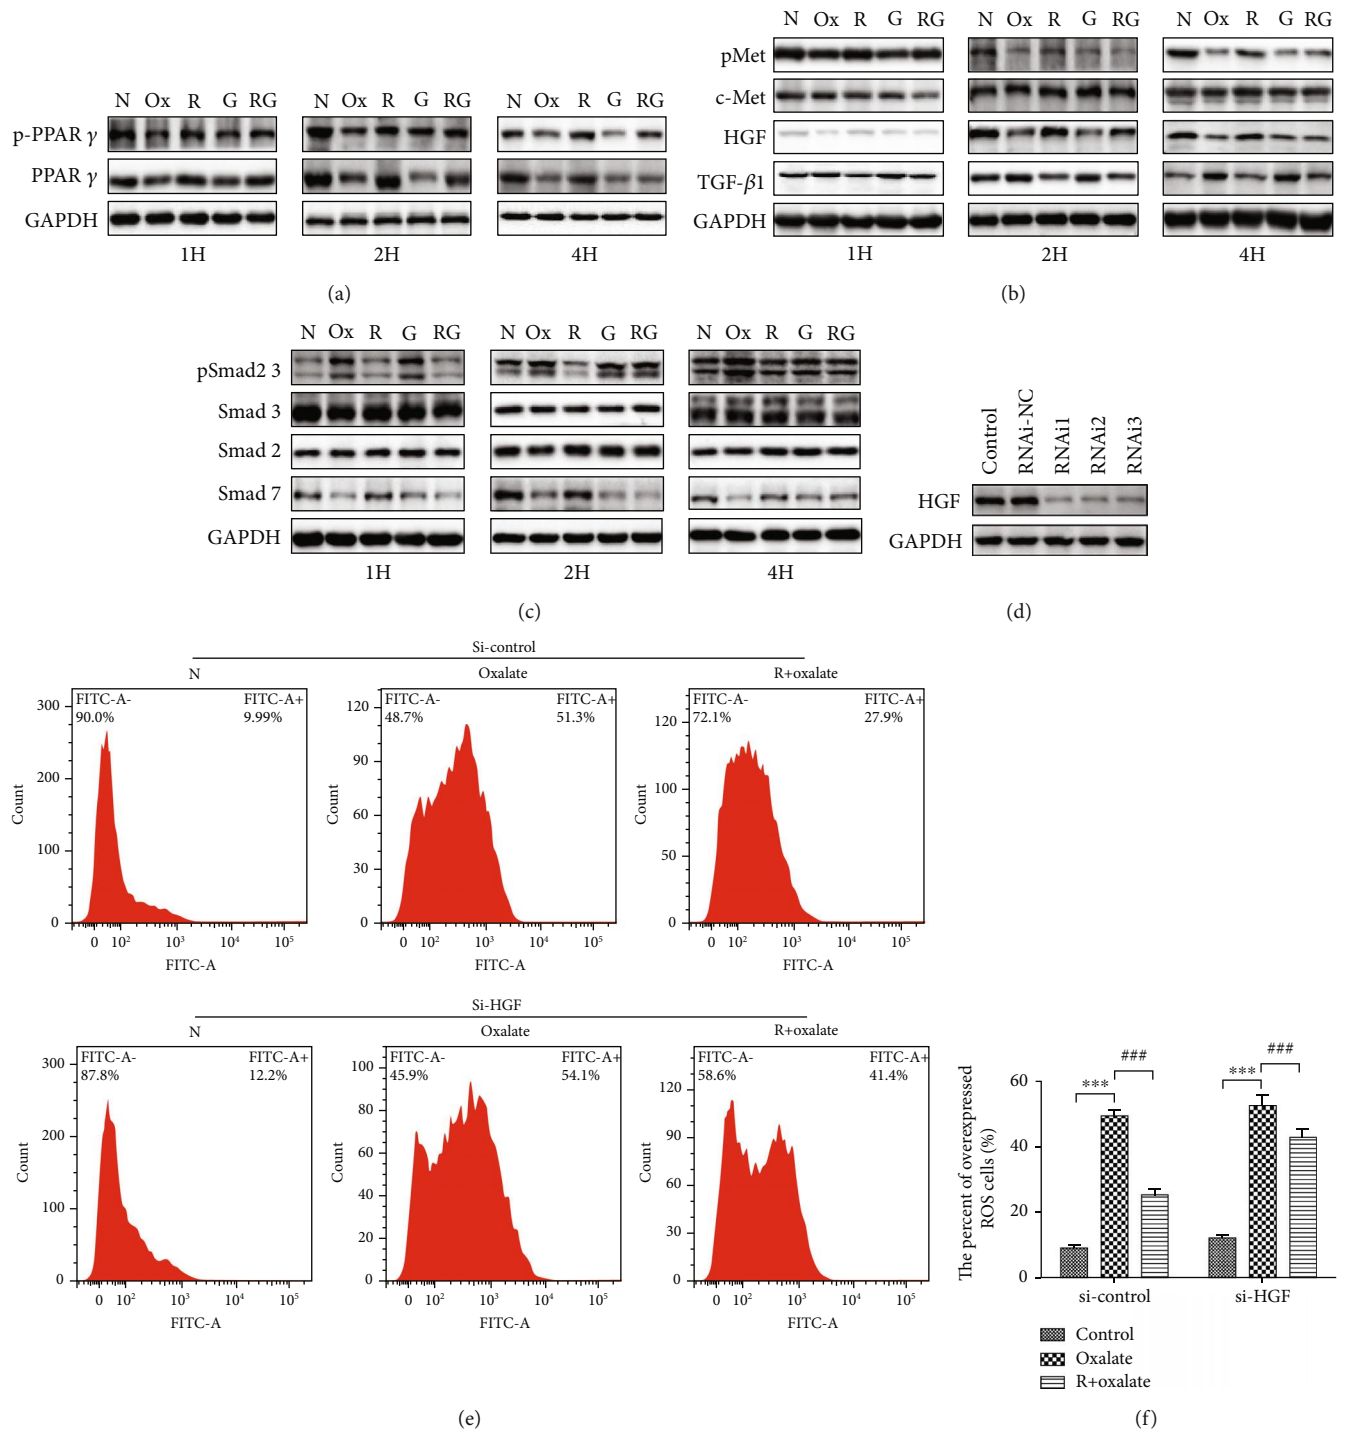 N Ox R G RG N Ox R G RG N Ox R G RG
p-PPAR γ
PPAR γ
GAPDH
1H 2H 4H
(a)
N Ox R G RG N Ox R G RG N Ox R G RG
pMet
c-Met
HGF
TGF-β1
GAPDH
1H 2H 4H
(b)
N Ox R G RG N Ox R G RG N Ox R G RG
pSmad2 3
Smad 3
Smad 2
Smad 7
GAPDH
1H 2H 4H
(c)
Control RNAi-NC RNAi1 RNAi2 RNAi3
HGF
GAPDH
(d)
Si-control
N Oxalate R+oxalate
FITC-A- FITC-A+
90.0% 9.99%
300
200
100
0
Count
0 10² 10³ 10⁴ 10⁵
FITC-A
FITC-A- FITC-A+
48.7% 51.3%
120
90
60
30
0
Count
0 10² 10³ 10⁴ 10⁵
FITC-A
FITC-A- FITC-A+
72.1% 27.9%
120
100
50
0
Count
0 10² 10³ 10⁴ 10⁵
FITC-A
Si-HGF
N Oxalate R+oxalate
FITC-A- FITC-A+
87.8% 12.2%
300
200
100
0
Count
0 10² 10³ 10⁴ 10⁵
FITC-A
FITC-A- FITC-A+
45.9% 54.1%
100
80
60
40
20
0
Count
0 10² 10³ 10⁴ 10⁵
FITC-A
FITC-A- FITC-A+
58.6% 41.4%
120
90
60
30
0
Count
0 10² 10³ 10⁴ 10⁵
FITC-A
(e)
The percent of overexpressed
ROS cells (%)
60
40
20
0
*** ### *** ###
si-control si-HGF
Control
Oxalate
R+oxalate
(f)